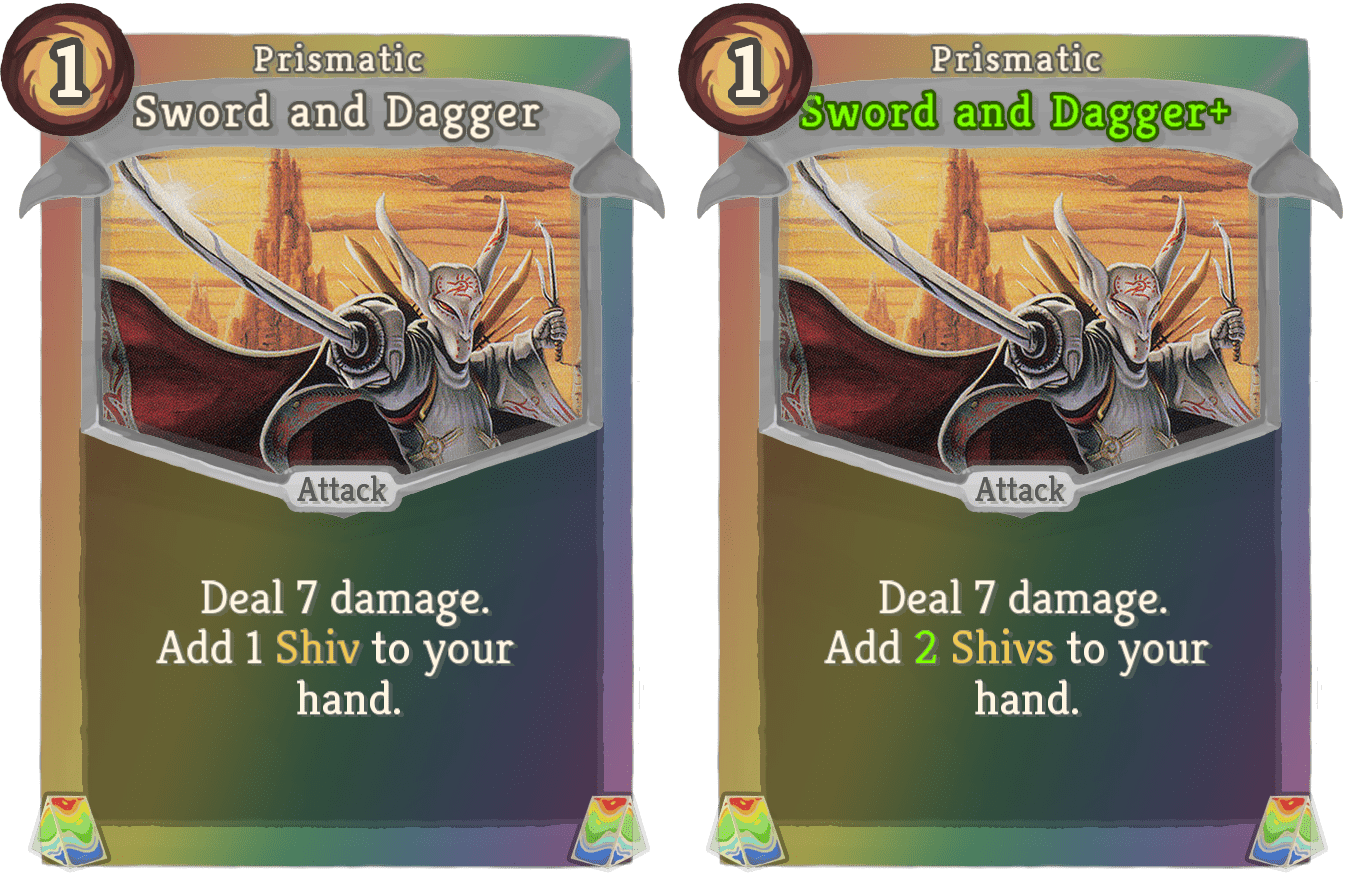 1
Prismatic
Sword and Dagger
Attack
Deal 7 damage.
Add 1 Shiv to your
hand.
1
Prismatic
Sword and Dagger+
Attack
Deal 7 damage.
Add 2 Shivs to your
hand.